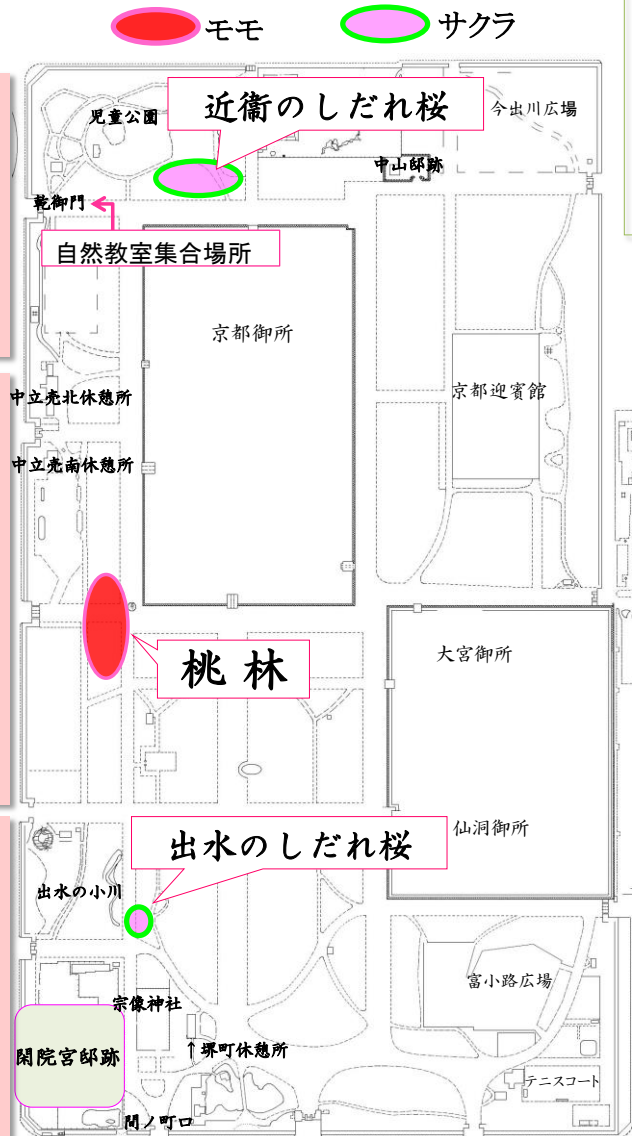 モモ
サクラ
近衞のしだれ桜
児童公園
今出川広場
中山邸跡
乾御門
自然教室集合場所
京都御所
京都迎賓館
中立売北休憩所
中立売南休憩所
桃林
大宮御所
仙洞御所
出水のしだれ桜
出水の小川
富小路広場
宗像神社
閑院宮邸跡
↑堺町休憩所
テニスコート
間ノ町口